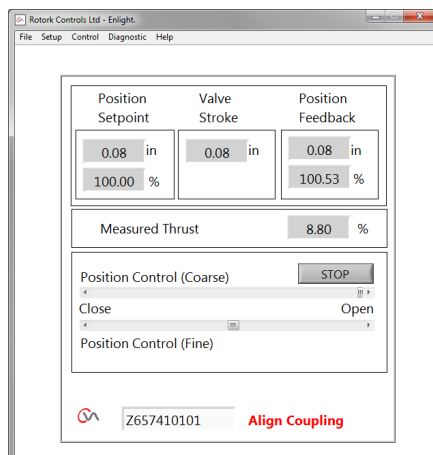 Rotork Controls Ltd - Enlight.
File Setup Control Diagnostic Help
Position Setpoint
Valve Stroke
Position Feedback
0.08 in
0.08 in
0.08 in
100.00 %
100.53 %
Measured Thrust 8.80 %
Position Control (Coarse) STOP
Close Open
Position Control (Fine)
Z657410101 Align Coupling